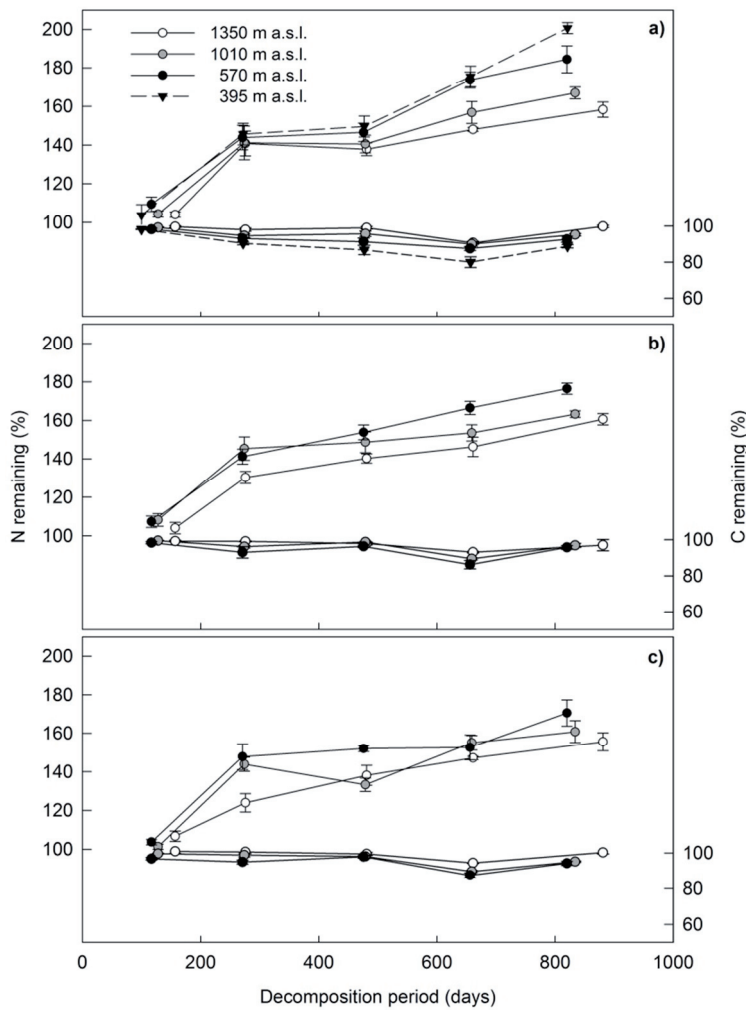 200
180
160
140
120
100
1350 m a.s.l.
1010 m a.s.l.
570 m a.s.l.
395 m a.s.l.
a)
100
80
60
200
180
160
140
120
100
b)
100
80
60
N remaining (%)
C remaining (%)
200
180
160
140
120
100
c)
100
80
60
0 200 400 600 800 1000
Decomposition period (days)